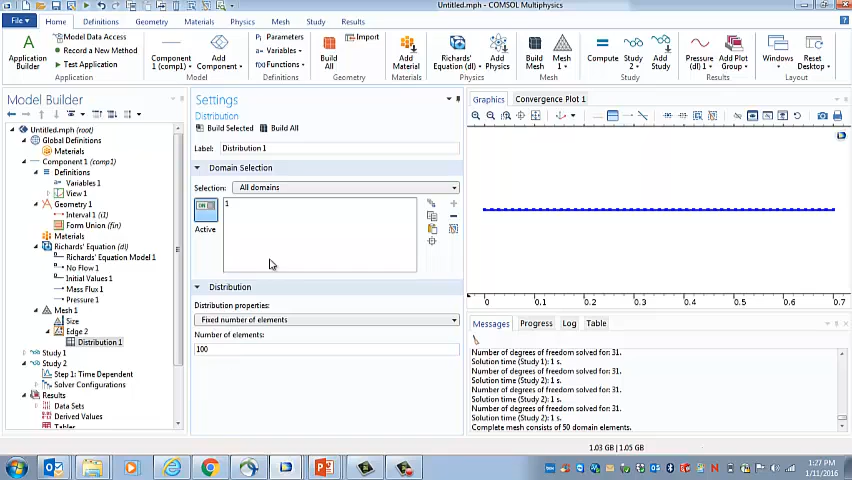 Untitled.mph - COMSOL Multiphysics
File
Home
Definitions
Geometry
Materials
Physics
Mesh
Study
Results
Application Builder
Model Data Access
Record a New Method
Test Application
Application
Component 1 (comp1)
Add Component
Model
Pi Parameters
a= Variables
f(x) Functions
Definitions
Build All
Import
Geometry
Add Material
Materials
Richards' Equation (dl)
Add Physics
Physics
Build Mesh
Mesh 1
Mesh
Compute
Study 2
Add Study
Study
Pressure (dl) 1
Add Plot Group
Results
Windows
Reset Desktop
Layout
Model Builder
Untitled.mph (root)
Global Definitions
Materials
Component 1 (comp1)
Definitions
Variables 1
View 1
Geometry 1
Interval 1 (i1)
Form Union (fin)
Materials
Richards' Equation (dl)
Richards' Equation Model 1
No Flow 1
Initial Values 1
Mass Flux 1
Pressure 1
Mesh 1
Size
Edge 2
Distribution 1
Study 1
Study 2
Step 1: Time Dependent
Solver Configurations
Results
Data Sets
Derived Values
Tables
Settings
Distribution
Build Selected
Build All
Label: Distribution 1
Domain Selection
Selection: All domains
1
Active
Distribution
Distribution properties:
Fixed number of elements
Number of elements:
100
Graphics
Convergence Plot 1
0 0.1 0.2 0.3 0.4 0.5 0.6 0.7
Messages
Progress
Log
Table
Number of degrees of freedom solved for: 31.
Solution time (Study 1): 1 s.
Solution time (Study 2): 1 s.
Number of degrees of freedom solved for: 31.
Solution time (Study 2): 1 s.
Number of degrees of freedom solved for: 31.
Solution time (Study 2): 1 s.
Complete mesh consists of 50 domain elements.
1.03 GB | 1.05 GB
1:27 PM
1/11/2016